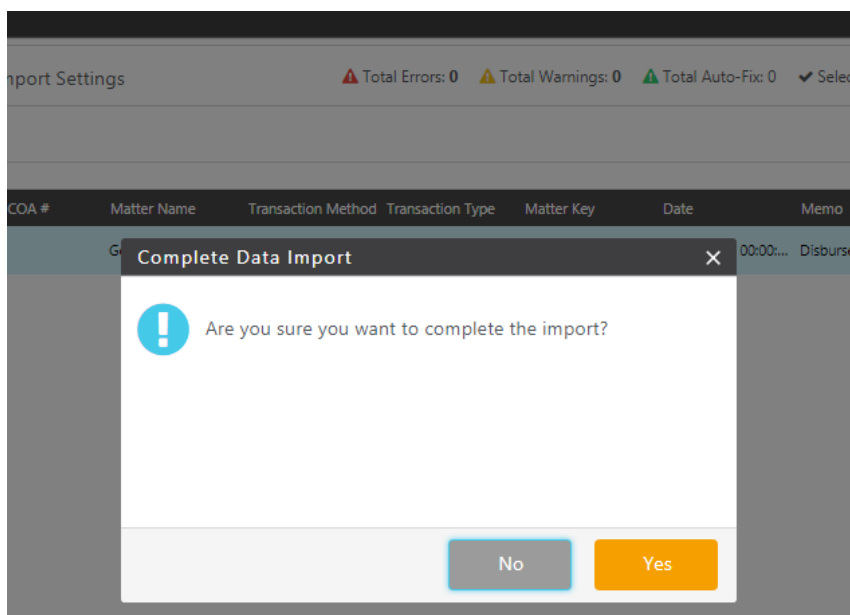 nport Settings Total Errors: 0 Total Warnings: 0 Total Auto-Fix: 0 Selec
COA # Matter Name Transaction Method Transaction Type Matter Key Date Memo
G 00:00:... Disburse
Complete Data Import
Are you sure you want to complete the import?
No Yes